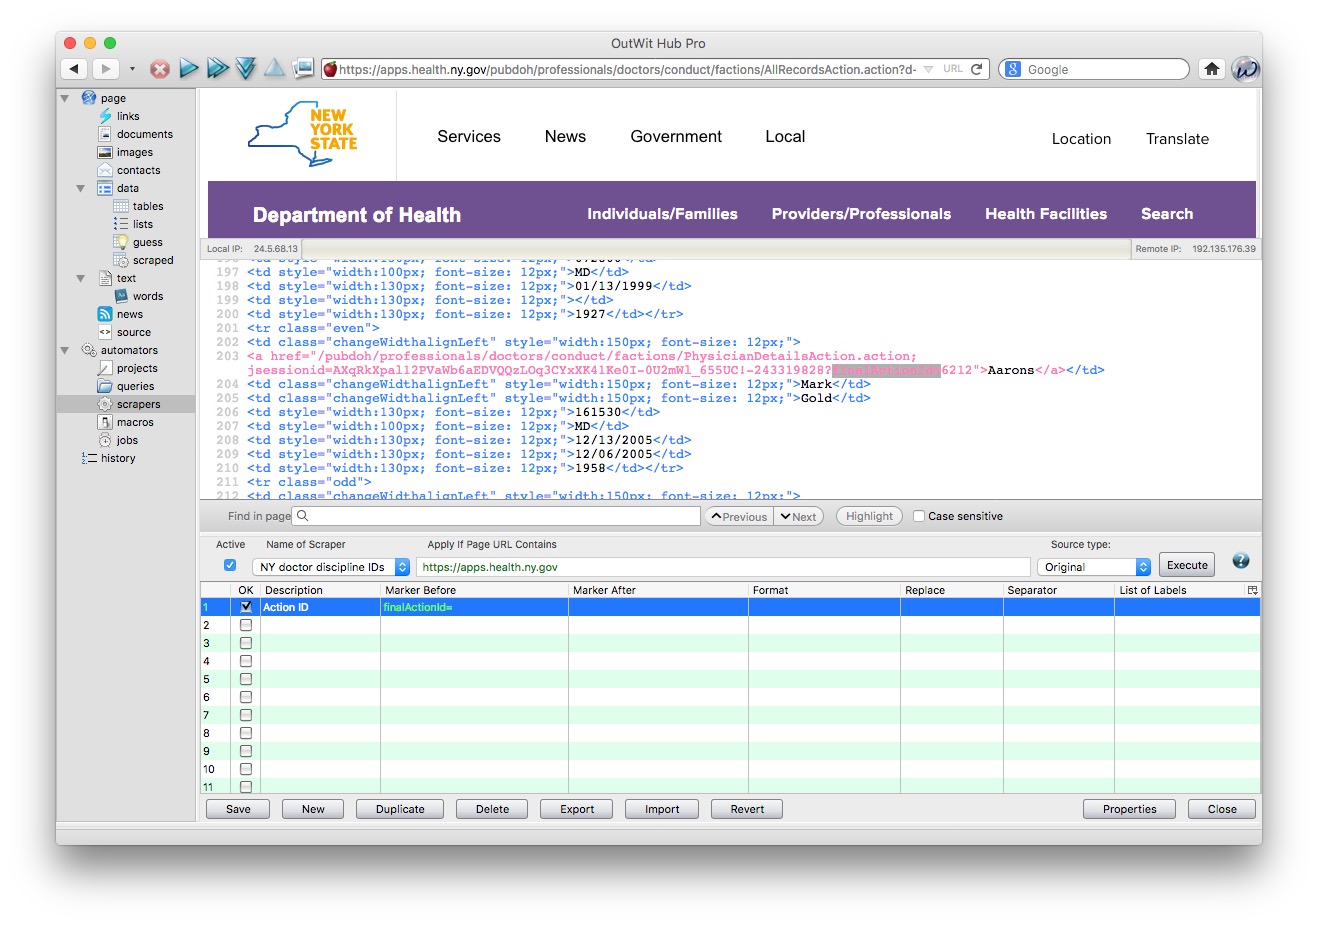 OutWit Hub Pro
https://apps.health.ny.gov/pubdoh/professionals/doctors/conduct/factions/AllRecordsAction.action?d- URL Google
page
links
documents
images
contacts
data
tables
lists
guess
scraped
text
words
news
source
automators
projects
queries
scrapers
macros
jobs
history
NEW
YORK
STATE
Services News Government Local Location Translate
Department of Health Individuals/Families Providers/Professionals Health Facilities Search
Local IP: 24.5.68.13 Remote IP: 192.135.176.39
197 <td style="width:100px; font-size: 12px;">MD</td>
198 <td style="width:130px; font-size: 12px;">01/13/1999</td>
199 <td style="width:130px; font-size: 12px;"></td>
200 <td style="width:130px; font-size: 12px;">1927</td></tr>
201 <tr class="even">
202 <td class="changeWidthalignLeft" style="width:150px; font-size: 12px;">
203 <a href="/pubdoh/professionals/doctors/conduct/factions/PhysicianDetailsAction.action;
jsessionid=AXqRkXpall2PVaWb6aEDVQQzLOq3CYxXK4lKe0I-0U2mWl_655UC!-243319828?finalActionId=6212">Aarons</a></td>
204 <td class="changeWidthalignLeft" style="width:150px; font-size: 12px;">Mark</td>
205 <td class="changeWidthalignLeft" style="width:150px; font-size: 12px;">Gold</td>
206 <td style="width:130px; font-size: 12px;">161530</td>
207 <td style="width:100px; font-size: 12px;">MD</td>
208 <td style="width:130px; font-size: 12px;">12/13/2005</td>
209 <td style="width:130px; font-size: 12px;">12/06/2005</td>
210 <td style="width:130px; font-size: 12px;">1958</td></tr>
211 <tr class="odd">
212 <td class="changeWidthalignLeft" style="width:150px; font-size: 12px;">
Find in page Previous Next Highlight Case sensitive
Active Name of Scraper Apply If Page URL Contains Source type:
NY doctor discipline IDs https://apps.health.ny.gov Original Execute
OK Description Marker Before Marker After Format Replace Separator List of Labels
1 Action ID finalActionId=
2
3
4
5
6
7
8
9
10
11
Save New Duplicate Delete Export Import Revert Properties Close